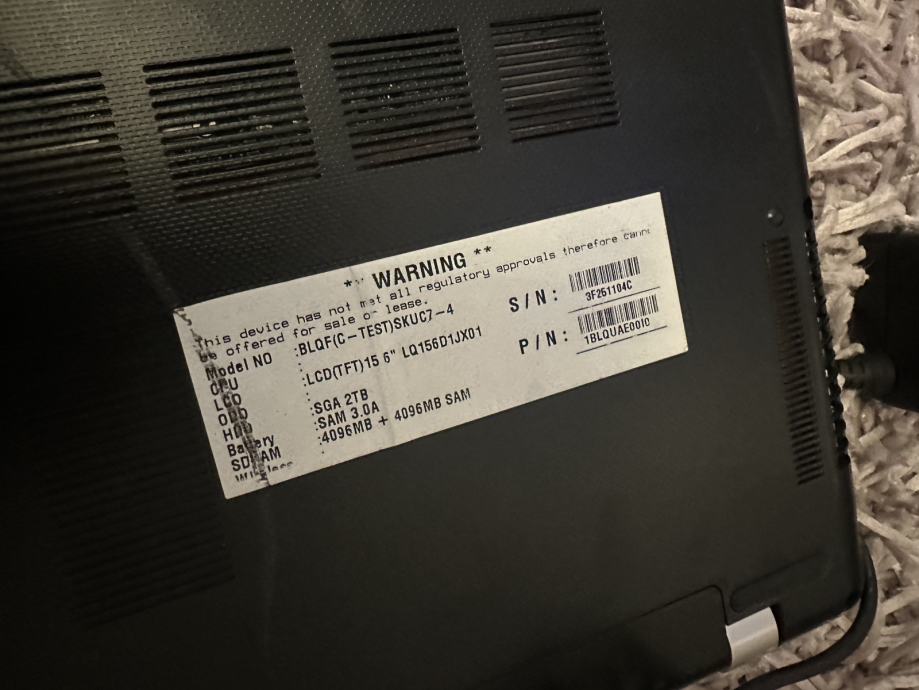 ** WARNING **
This device has not met all regulatory approvals therefore
be offered for sale or lease.
Model NO :BLQF(C-TEST)SKUC7-4
CPU
LCD :LCD(TFT)15 6" LQ156D1JX01
ODD
HDD :SGA 2TB
Battery :SAM 3.0A
SDRAM :4096MB + 4096MB SAM
S/N:
3F251104C
P/N:
1BLQUAE00I0